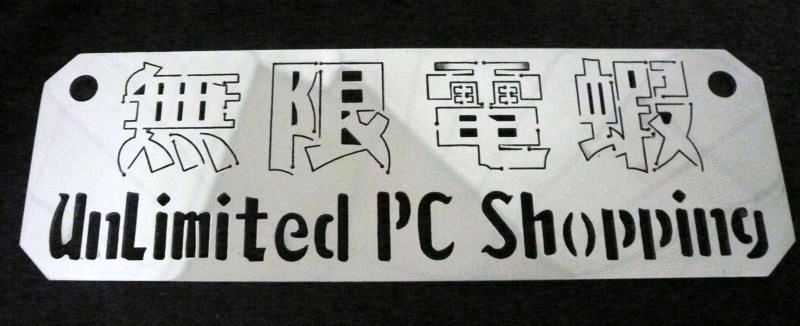 無限電蝦
UnLimited PC Shopping